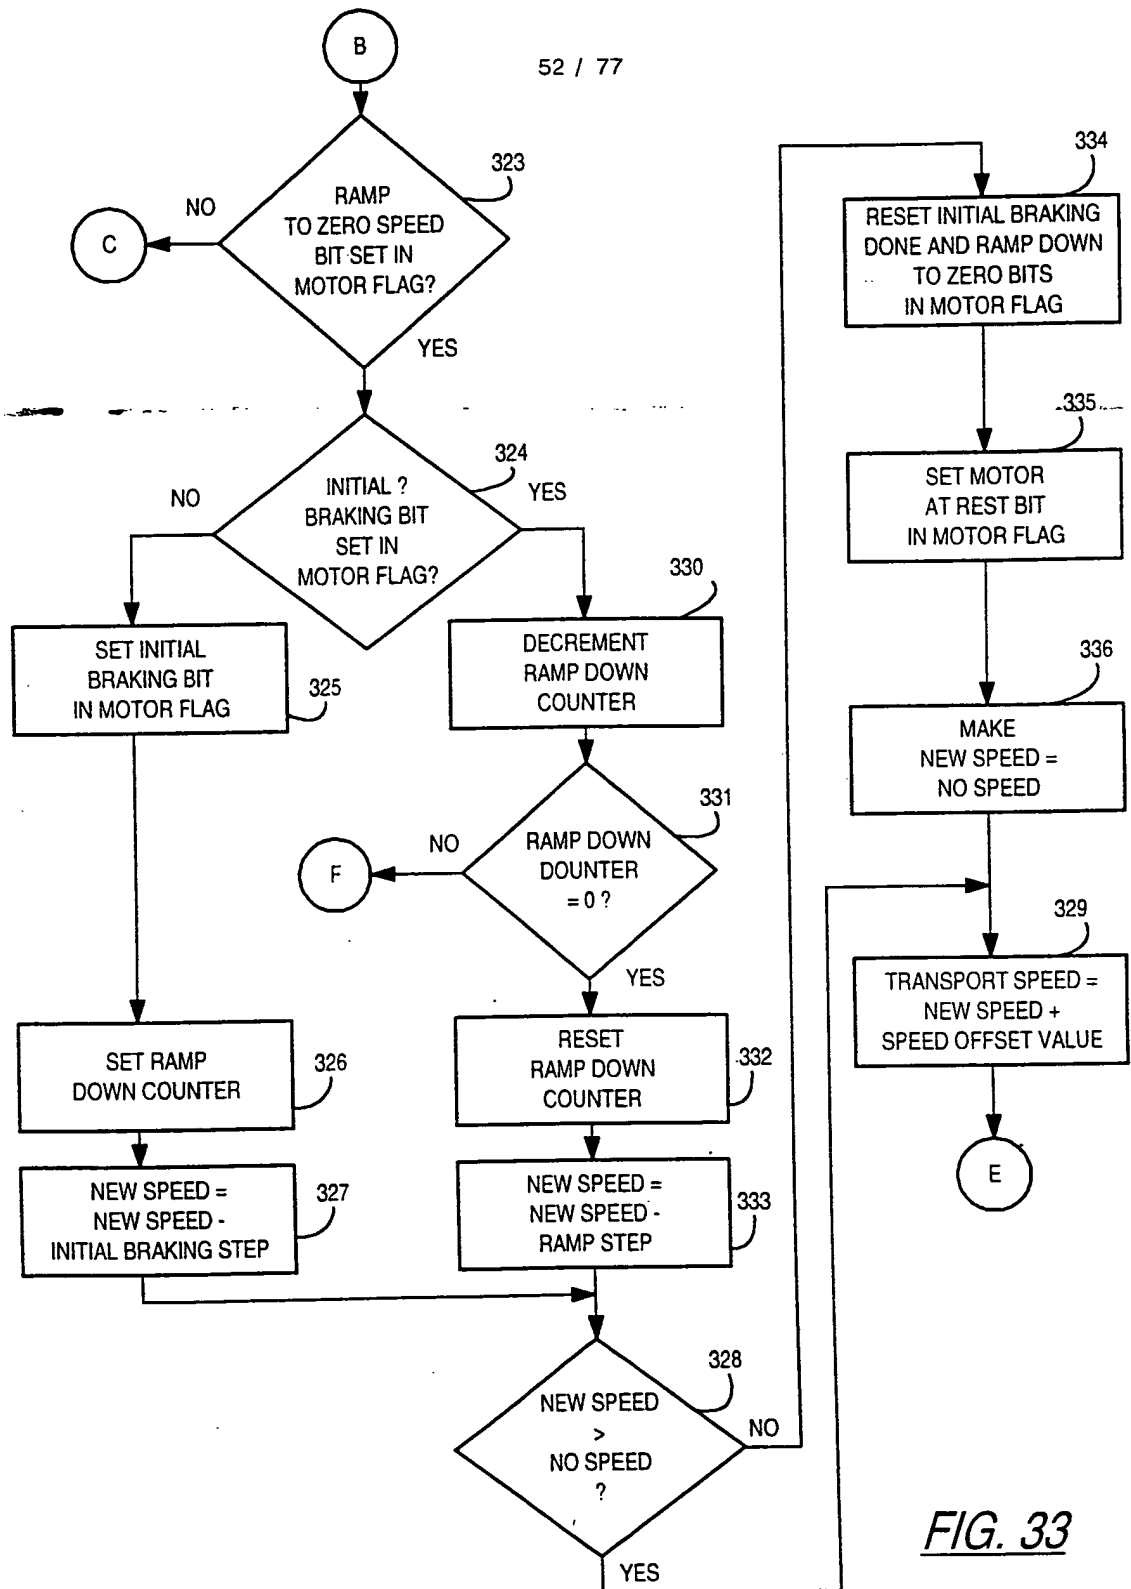 B
52 / 77
323
RAMP
TO ZERO SPEED
BIT SET IN
MOTOR FLAG?
NO
C
YES
324
INITIAL ?
BRAKING BIT
SET IN
MOTOR FLAG?
NO
YES
SET INITIAL
BRAKING BIT
IN MOTOR FLAG
325
330
DECREMENT
RAMP DOWN
COUNTER
331
RAMP DOWN
DOUNTER
= 0 ?
NO
F
YES
SET RAMP
DOWN COUNTER
326
RESET
RAMP DOWN
COUNTER
332
NEW SPEED =
NEW SPEED -
INITIAL BRAKING STEP
327
NEW SPEED =
NEW SPEED -
RAMP STEP
333
328
NEW SPEED
>
NO SPEED
?
NO
YES
334
RESET INITIAL BRAKING
DONE AND RAMP DOWN
TO ZERO BITS
IN MOTOR FLAG
335
SET MOTOR
AT REST BIT
IN MOTOR FLAG
336
MAKE
NEW SPEED =
NO SPEED
329
TRANSPORT SPEED =
NEW SPEED +
SPEED OFFSET VALUE
E
FIG. 33